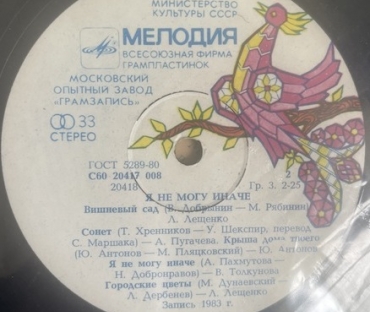 МИНИСТЕРСТВО
КУЛЬТУРЫ СССР
МЕЛОДИЯ
ВСЕСОЮЗНАЯ ФИРМА
ГРАМПЛАСТИНОК
МОСКОВСКИЙ
ОПЫТНЫЙ ЗАВОД
"ГРАМЗАПИСЬ"
33
СТЕРЕО
ГОСТ 5289-80
С60 20417 008 2
20418 Гр. 3. 2-25
Я НЕ МОГУ ИНАЧЕ
Вишневый сад (В. Добрынин — М. Рябинин)
Л. Лещенко
Сонет (Т. Хренников — У. Шекспир, перевод
С. Маршака) — А. Пугачева. Крыша дома твоего
(Ю. Антонов — М. Пляцковский) — Ю. Антонов
Я не могу иначе (А. Пахмутова —
Н. Добронравов) — В. Толкунова
Городские цветы (М. Дунаевский —
Л. Дербенев) — Л. Лещенко
Запись 1983 г.